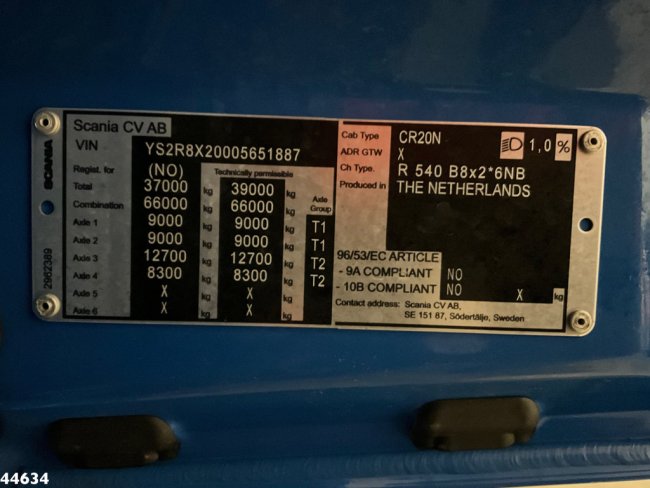 Scania CV AB
VIN YS2R8X20005651887
Regist. for (NO) Technically permissible
Total 37000 kg 39000 kg Axle Group
Combination 66000 kg 66000 kg
Axle 1 9000 kg 9000 kg T1
Axle 2 9000 kg 9000 kg T1
Axle 3 12700 kg 12700 kg T2
Axle 4 8300 kg 8300 kg T2
Axle 5 X kg X kg
Axle 6 X kg X kg
SCANIA
2962389
Cab Type CR20N 1,0 %
ADR GTW X
Ch Type. R 540 B8x2*6NB
Produced in THE NETHERLANDS
96/53/EC ARTICLE
- 9A COMPLIANT NO
- 10B COMPLIANT NO X kg
Contact address: Scania CV AB,
SE 151 87, Södertälje, Sweden
44634